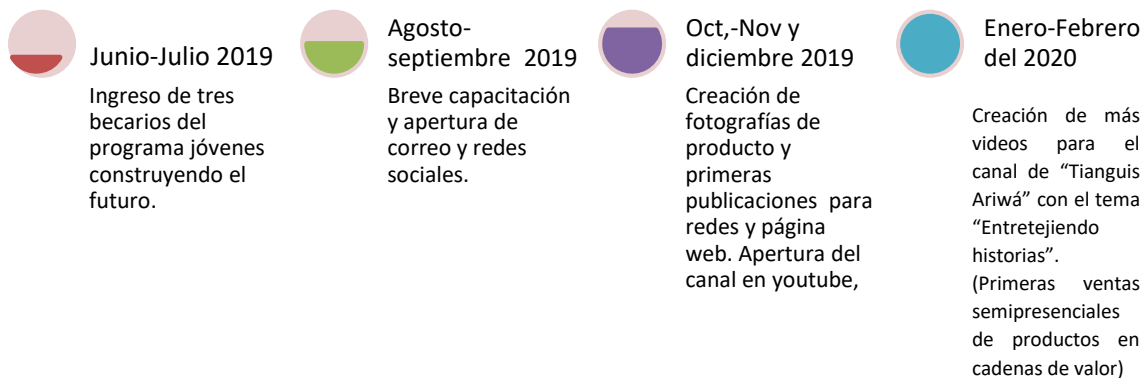 Junio-Julio 2019
Ingreso de tres
becarios del
programa jóvenes
construyendo el
futuro.
Agosto-
septiembre 2019
Breve capacitación
y apertura de
correo y redes
sociales.
Oct,-Nov y
diciembre 2019
Creación de
fotografías de
producto y
primeras
publicaciones para
redes y página
web. Apertura del
canal en youtube,
Enero-Febrero
del 2020
Creación de más
videos para el
canal de “Tianguis
Ariwá” con el tema
“Entretejiendo
historias”.
(Primeras ventas
semipresenciales
de productos en
cadenas de valor)